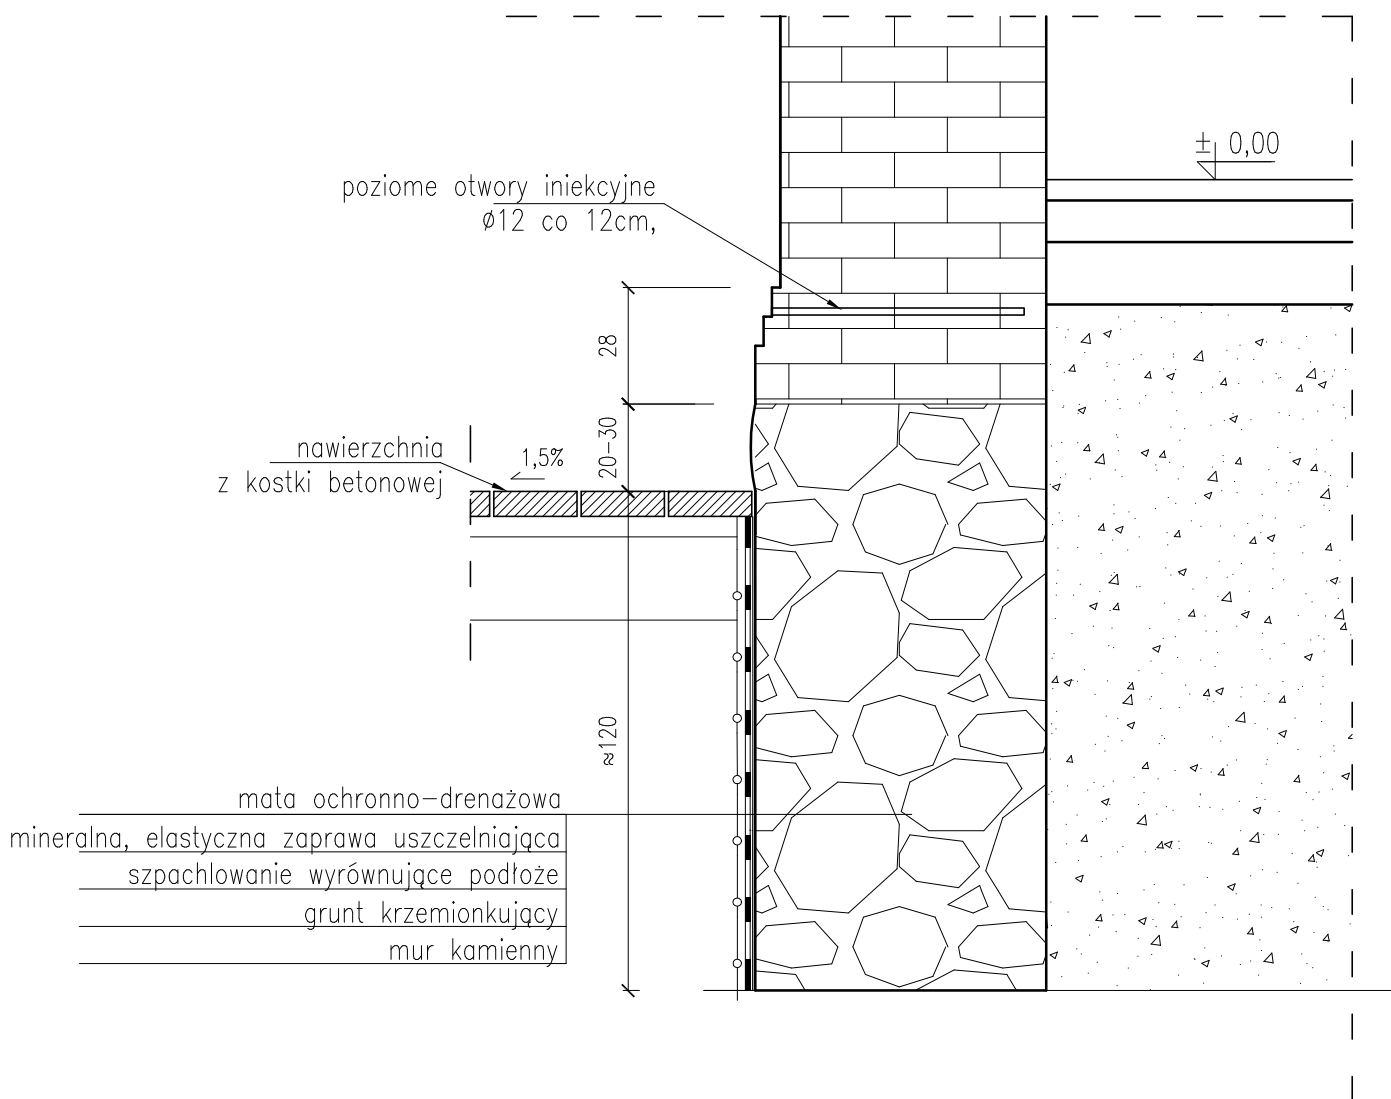 ± 0,00
poziome otwory iniekcyjne
ø12 co 12cm,
28
20-30
nawierzchnia
z kostki betonowej
1,5%
≈120
mata ochronno-drenażowa
mineralna, elastyczna zaprawa uszczelniająca
szpachlowanie wyrównujące podłoże
grunt krzemionkujący
mur kamienny